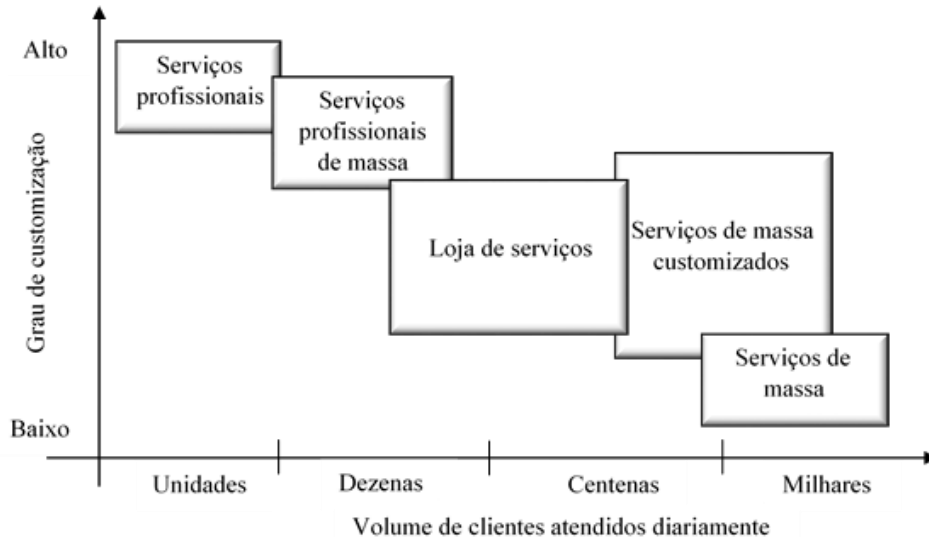 Alto
Serviços
profissionais
Serviços
profissionais
de massa
Grau de customização
Loja de serviços
Serviços de massa
customizados
Serviços de
massa
Baixo
Unidades
Dezenas
Centenas
Milhares
Volume de clientes atendidos diariamente